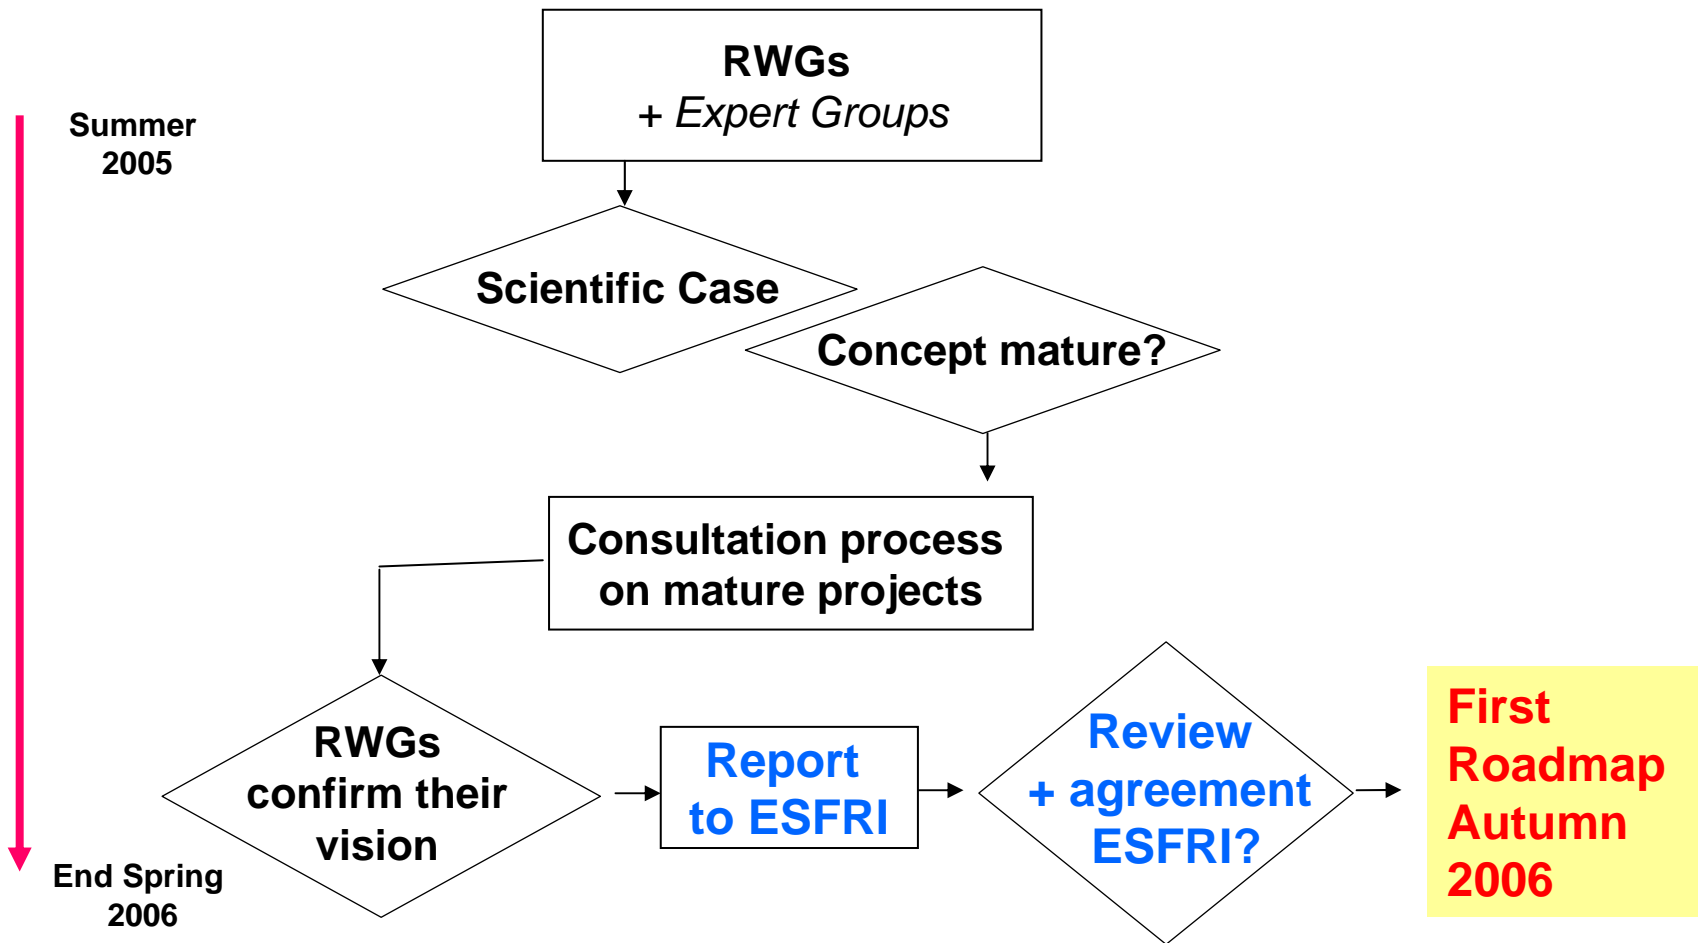 RWGs
+ Expert Groups
Summer
2005
Scientific Case
Concept mature?
Consultation process
on mature projects
RWGs
confirm their
vision
Report
to ESFRI
Review
+ agreement
ESFRI?
First
Roadmap
Autumn
2006
End Spring
2006